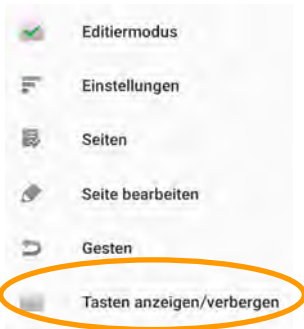 Editiermodus
Einstellungen
Seiten
Seite bearbeiten
Gesten
Tasten anzeigen/verbergen